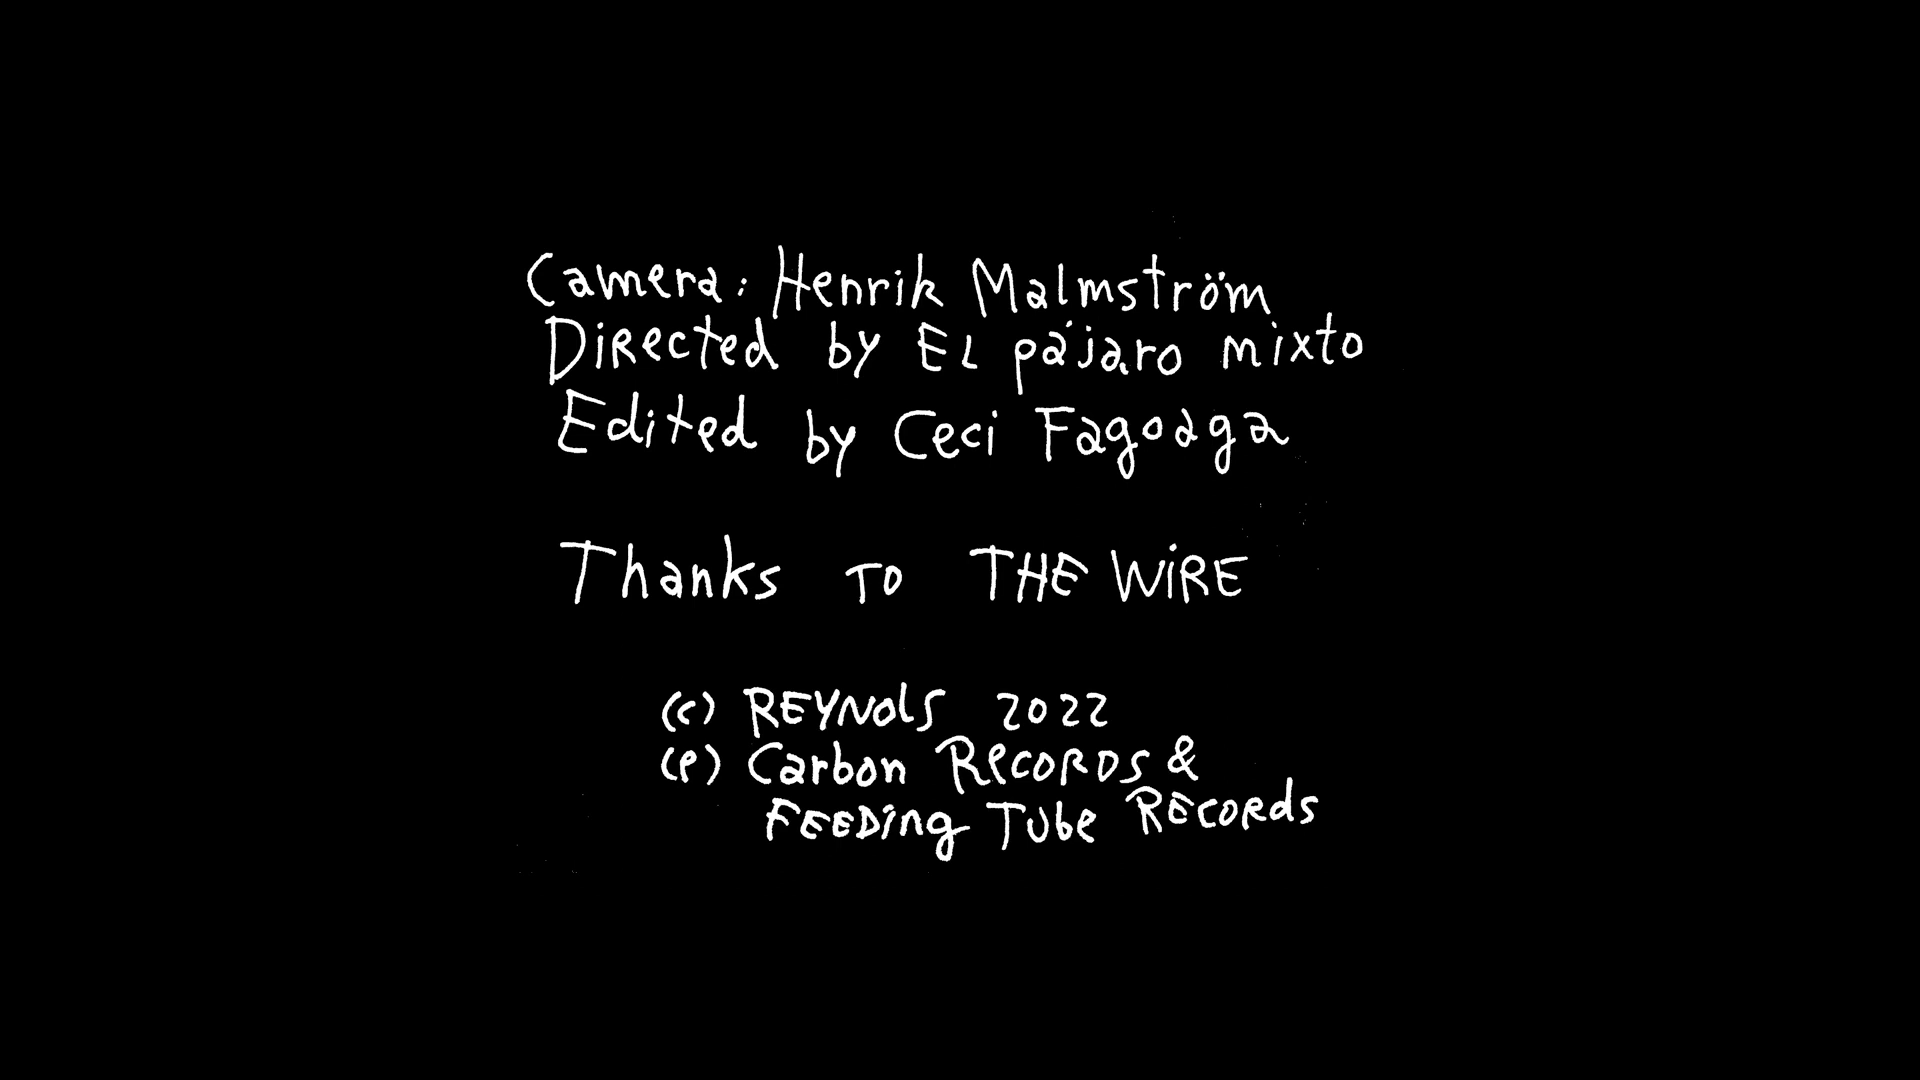 Camera: Henrik Malmström
Directed by EL pájaro mixto
Edited by Ceci Fagoaga
Thanks TO THE WiRE
(c) REYNOLS 2022
(P) Carbon RECORDS &
FEEDing TUbe RECORds